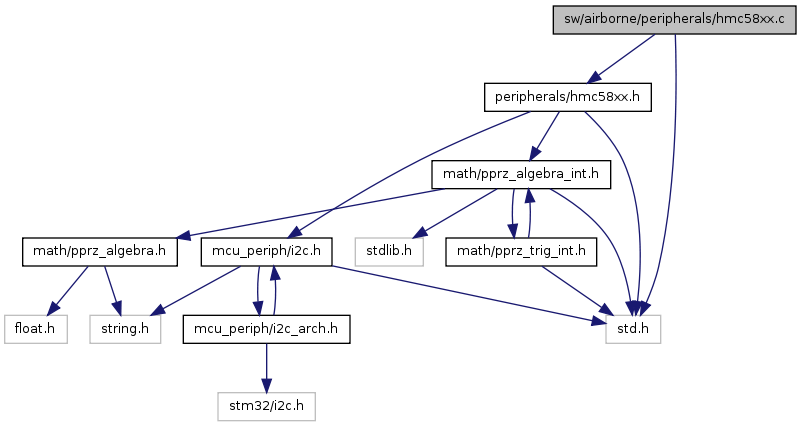 sw/airborne/peripherals/hmc58xx.c
peripherals/hmc58xx.h
math/pprz_algebra_int.h
math/pprz_algebra.h
mcu_periph/i2c.h
stdlib.h
math/pprz_trig_int.h
float.h
string.h
mcu_periph/i2c_arch.h
std.h
stm32/i2c.h